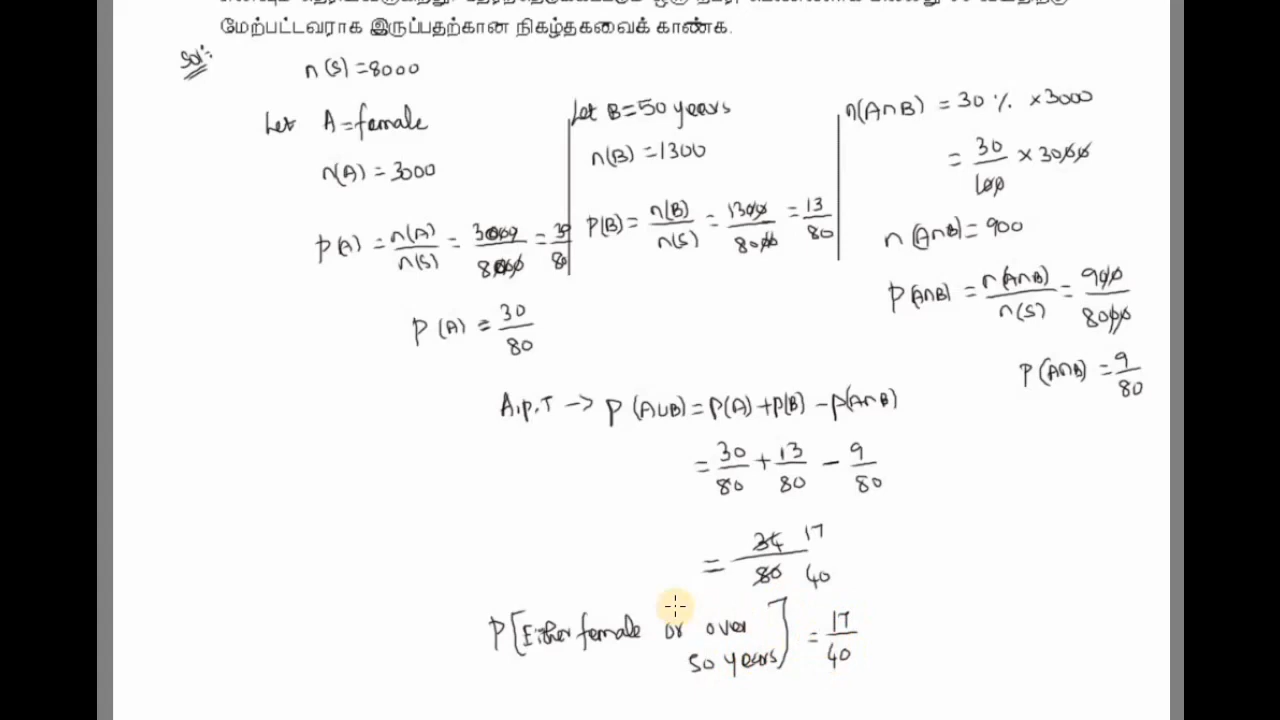 மேற்பட்டவராக இருப்பதற்கான நிகழ்தகவைக் காண்க.
Sol:
n(S) = 8000
Let A = female
n(A) = 3000
P(A) = n(A)/n(S) = 3000/8000 = 30/80
P(A) = 30/80
Let B = 50 years
n(B) = 1300
P(B) = n(B)/n(S) = 1300/8000 = 13/80
n(A∩B) = 30 % × 3000
= 30/100 × 3000
n(A∩B) = 900
P(A∩B) = n(A∩B)/n(S) = 900/8000
P(A∩B) = 9/80
A.P.T → P(A∪B) = P(A) + P(B) − P(A∩B)
= 30/80 + 13/80 − 9/80
= 34/80 17/40
P[Either female or over
50 years] = 17/40